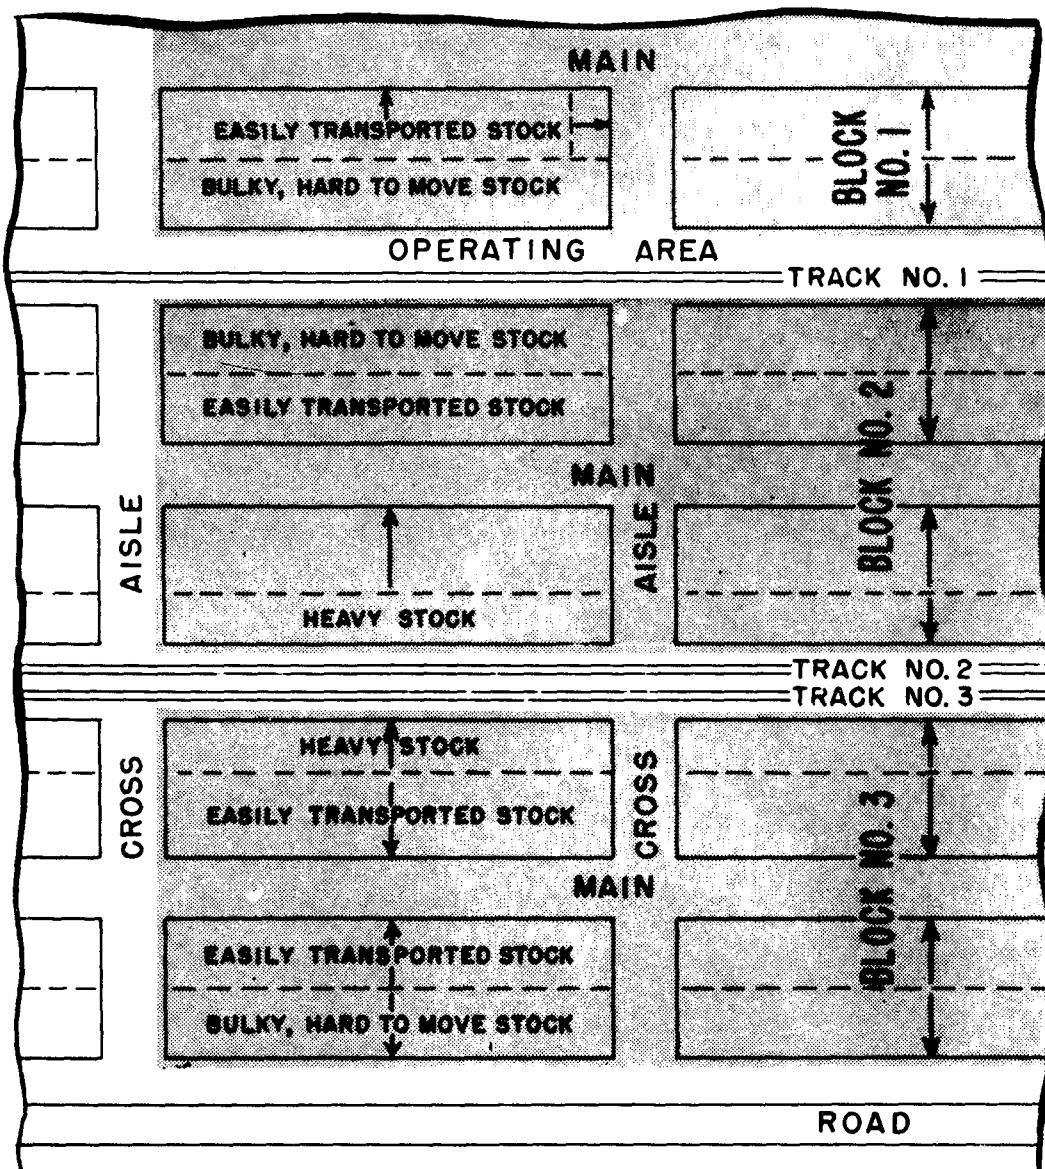 MAIN
EASILY TRANSPORTED STOCK
BULKY, HARD TO MOVE STOCK
BLOCK
NO. 1
OPERATING AREA
TRACK NO. 1
BULKY, HARD TO MOVE STOCK
EASILY TRANSPORTED STOCK
BLOCK NO. 2
MAIN
AISLE
AISLE
HEAVY STOCK
TRACK NO. 2
TRACK NO. 3
HEAVY STOCK
EASILY TRANSPORTED STOCK
CROSS
CROSS
BLOCK NO. 3
MAIN
EASILY TRANSPORTED STOCK
BULKY, HARD TO MOVE STOCK
ROAD